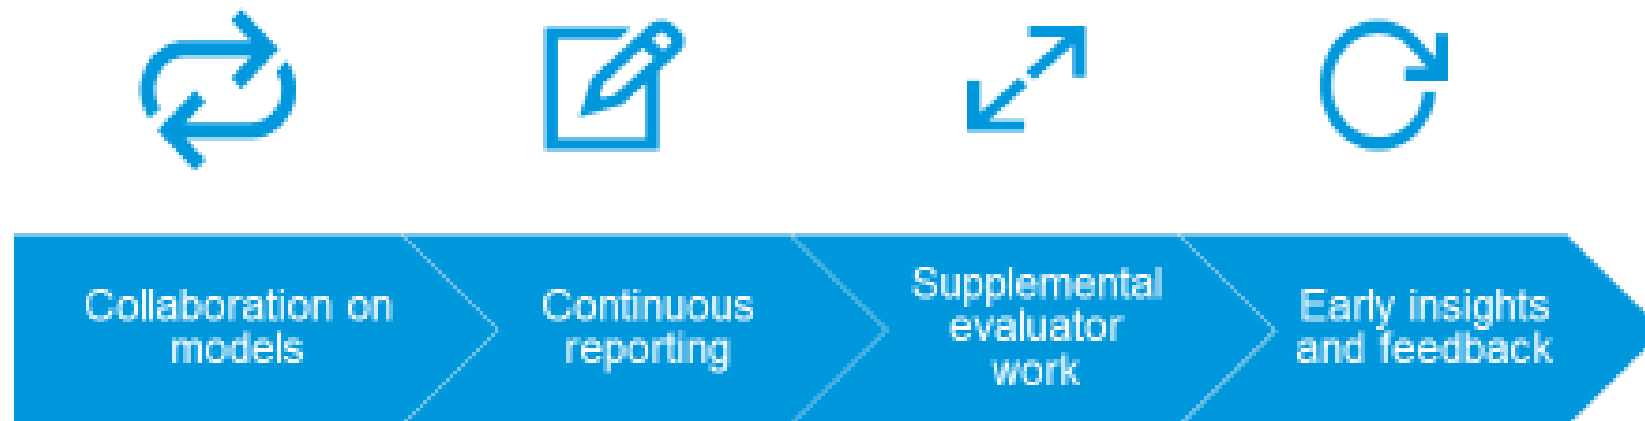 Collaboration on
models
Continuous
reporting
Supplemental
evaluator
work
Early insights
and feedback